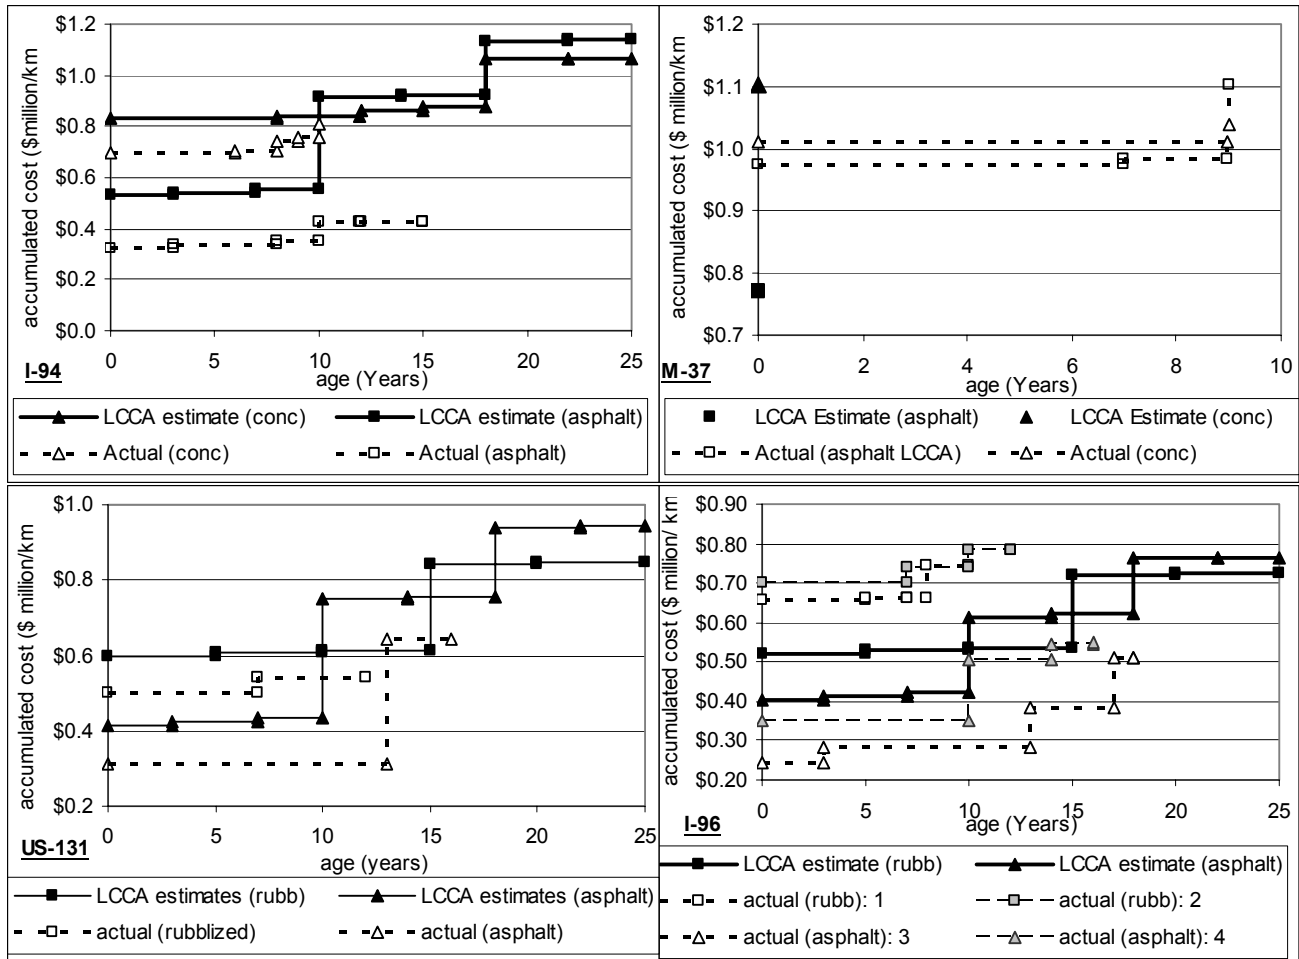 accumulated cost ($million/km)
$1.2
$1.0
$0.8
$0.6
$0.4
$0.2
$0.0
0 5 10 15 20 25
I-94
age (Years)
LCCA estimate (conc) LCCA estimate (asphalt)
Actual (conc) Actual (asphalt)
accumulated cost ($ million/km
$1.2
$1.1
$1.0
$0.9
$0.8
$0.7
0 2 4 6 8 10
M-37
age (Years)
LCCA Estimate (asphalt) LCCA Estimate (conc)
Actual (asphalt LCCA) Actual (conc)
accumulated cost ($ million/km
$1.0
$0.8
$0.6
$0.4
$0.2
0 5 10 15 20 25
US-131
age (years)
LCCA estimates (rubb) LCCA estimates (asphalt)
actual (rubblized) actual (asphalt)
accumulated cost ($ million/ km
$0.90
$0.80
$0.70
$0.60
$0.50
$0.40
$0.30
$0.20
0 5 10 15 20 25
I-96
age (Years)
LCCA estimate (rubb) LCCA estimate (asphalt)
actual (rubb): 1 actual (rubb): 2
actual (asphalt): 3 actual (asphalt): 4